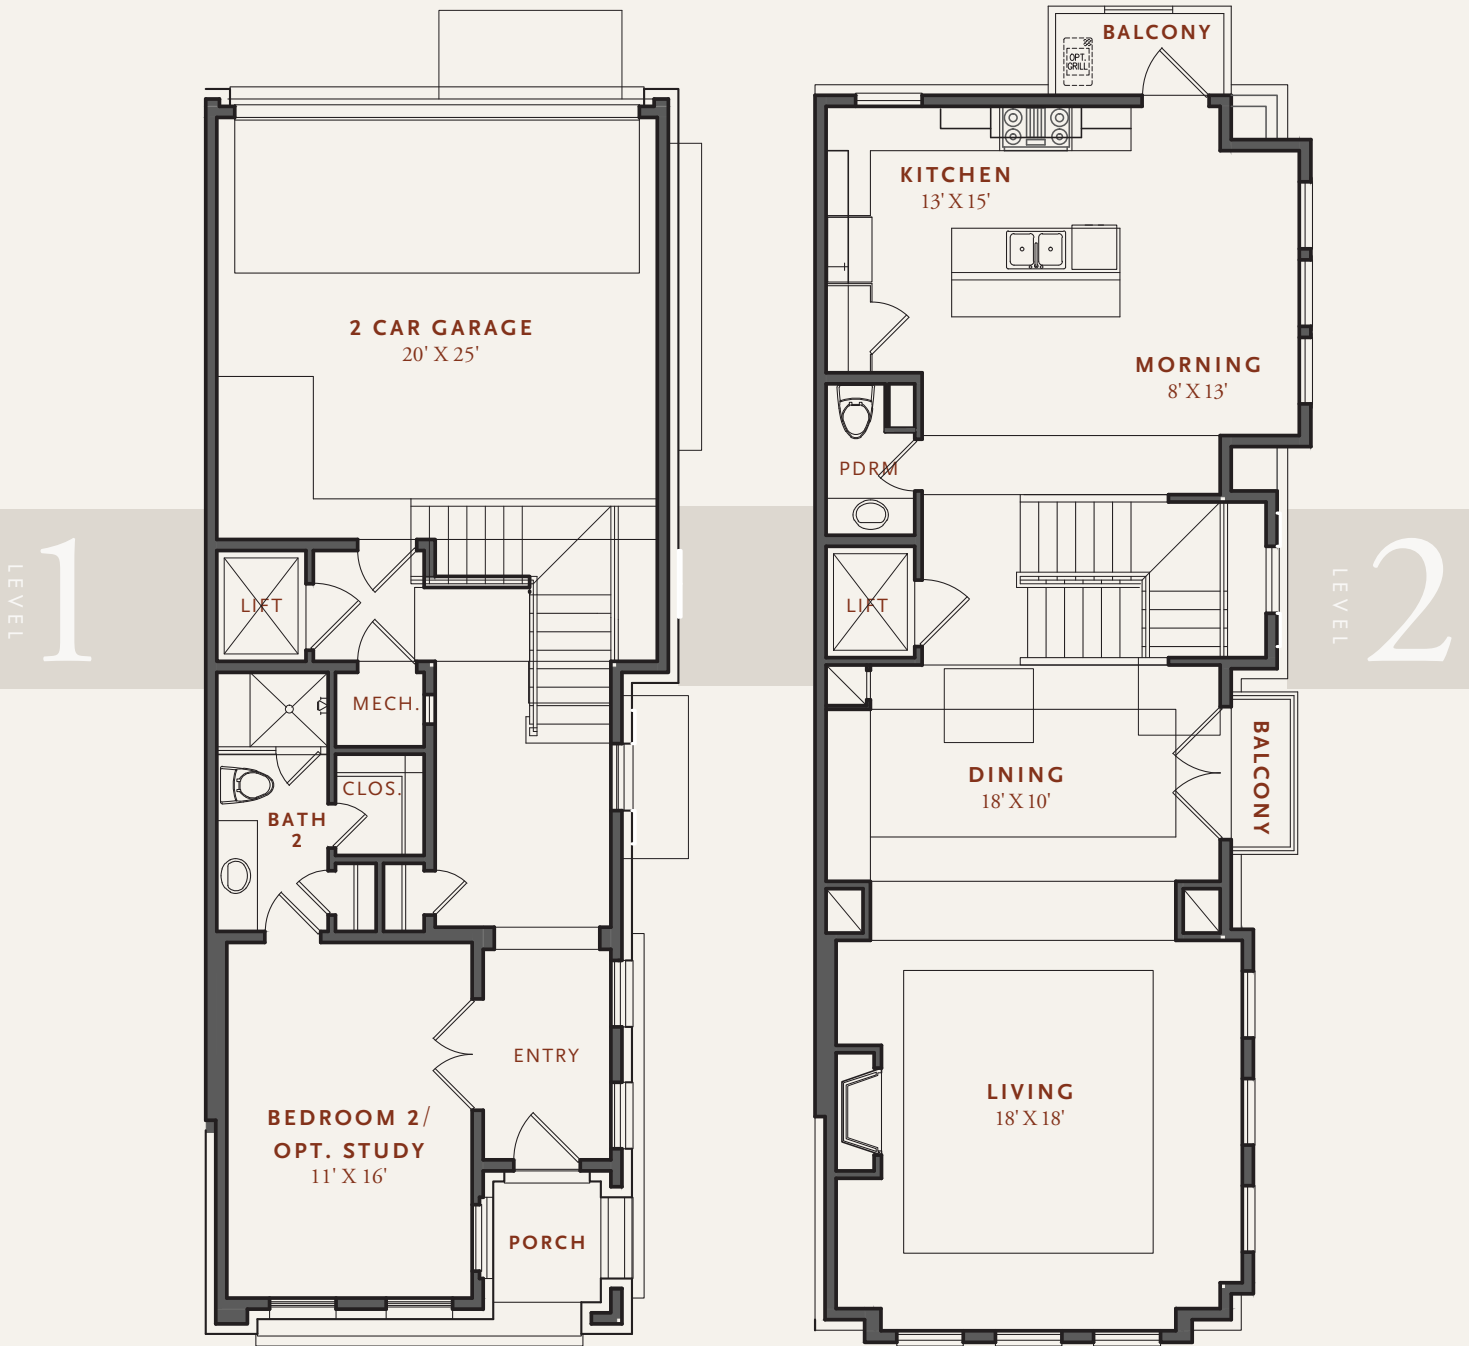 LEVEL
1
2 CAR GARAGE
20' X 25'
LIFT
MECH.
CLOS.
BATH
2
ENTRY
BEDROOM 2/
OPT. STUDY
11' X 16'
PORCH
BALCONY
OPT.
GRILL
KITCHEN
13' X 15'
MORNING
8' X 13'
PDRM
LIFT
DINING
18' X 10'
BALCONY
LIVING
18' X 18'
LEVEL
2